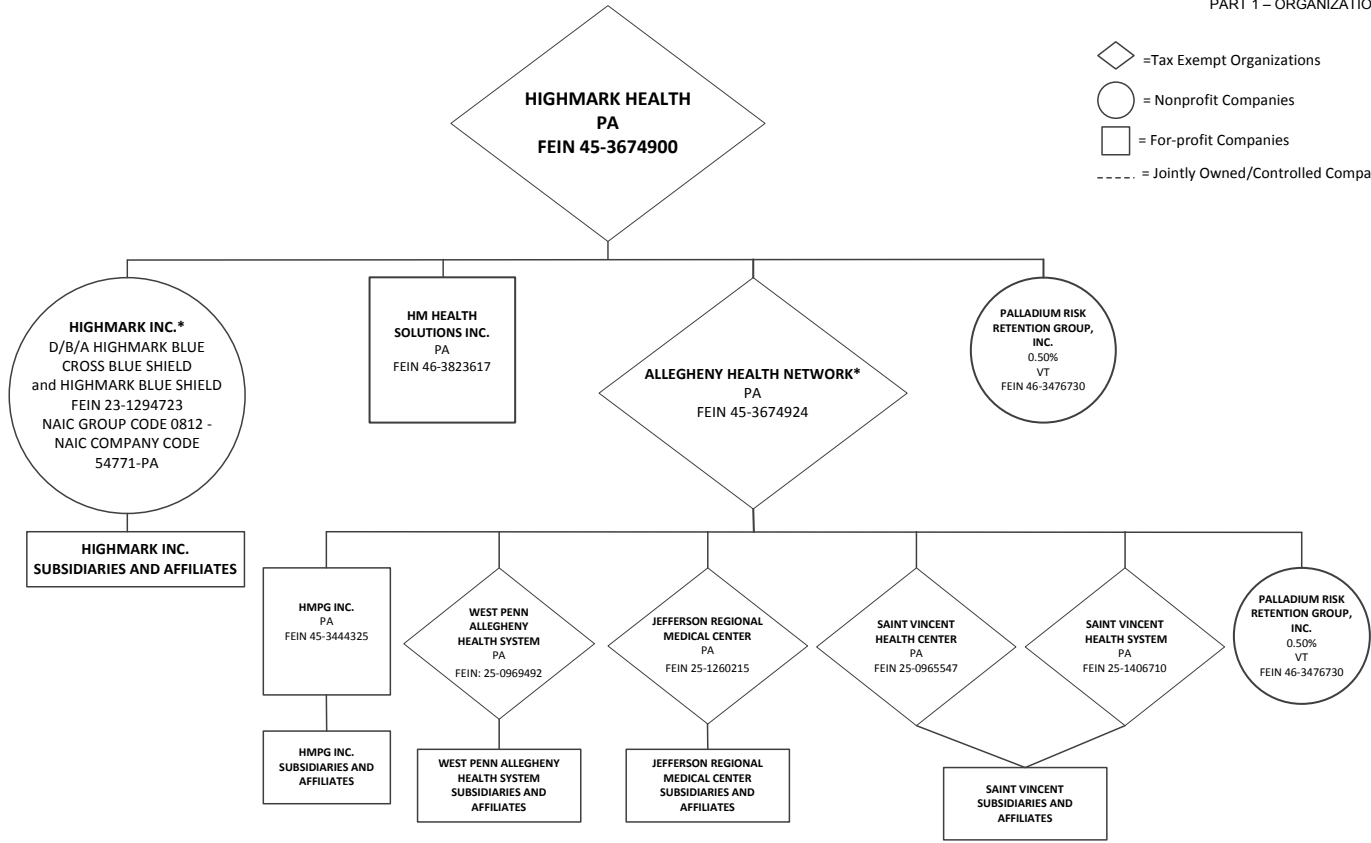 PART 1 – ORGANIZATIO
=Tax Exempt Organizations
= Nonprofit Companies
= For-profit Companies
= Jointly Owned/Controlled Compa
HIGHMARK HEALTH
PA
FEIN 45-3674900
HIGHMARK INC.*
D/B/A HIGHMARK BLUE
CROSS BLUE SHIELD
and HIGHMARK BLUE SHIELD
FEIN 23-1294723
NAIC GROUP CODE 0812 -
NAIC COMPANY CODE
54771-PA
HM HEALTH
SOLUTIONS INC.
PA
FEIN 46-3823617
ALLEGHENY HEALTH NETWORK*
PA
FEIN 45-3674924
PALLADIUM RISK
RETENTION GROUP,
INC.
0.50%
VT
FEIN 46-3476730
HIGHMARK INC.
SUBSIDIARIES AND AFFILIATES
HMPG INC.
PA
FEIN 45-3444325
WEST PENN
ALLEGHENY
HEALTH SYSTEM
PA
FEIN: 25-0969492
JEFFERSON REGIONAL
MEDICAL CENTER
PA
FEIN 25-1260215
SAINT VINCENT
HEALTH CENTER
PA
FEIN 25-0965547
SAINT VINCENT
HEALTH SYSTEM
PA
FEIN 25-1406710
PALLADIUM RISK
RETENTION GROUP,
INC.
0.50%
VT
FEIN 46-3476730
HMPG INC.
SUBSIDIARIES AND
AFFILIATES
WEST PENN ALLEGHENY
HEALTH SYSTEM
SUBSIDIARIES AND
AFFILIATES
JEFFERSON REGIONAL
MEDICAL CENTER
SUBSIDIARIES AND
AFFILIATES
SAINT VINCENT
SUBSIDIARIES AND
AFFILIATES